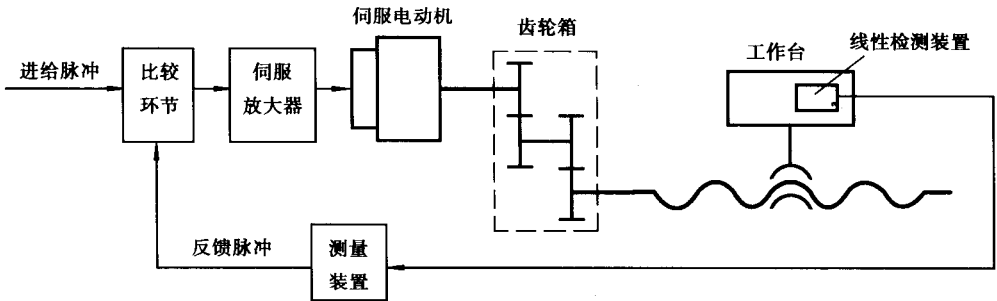 伺服电动机
齿轮箱
线性检测装置
工作台
进给脉冲
比较
环节
伺服
放大器
反馈脉冲
测量
装置